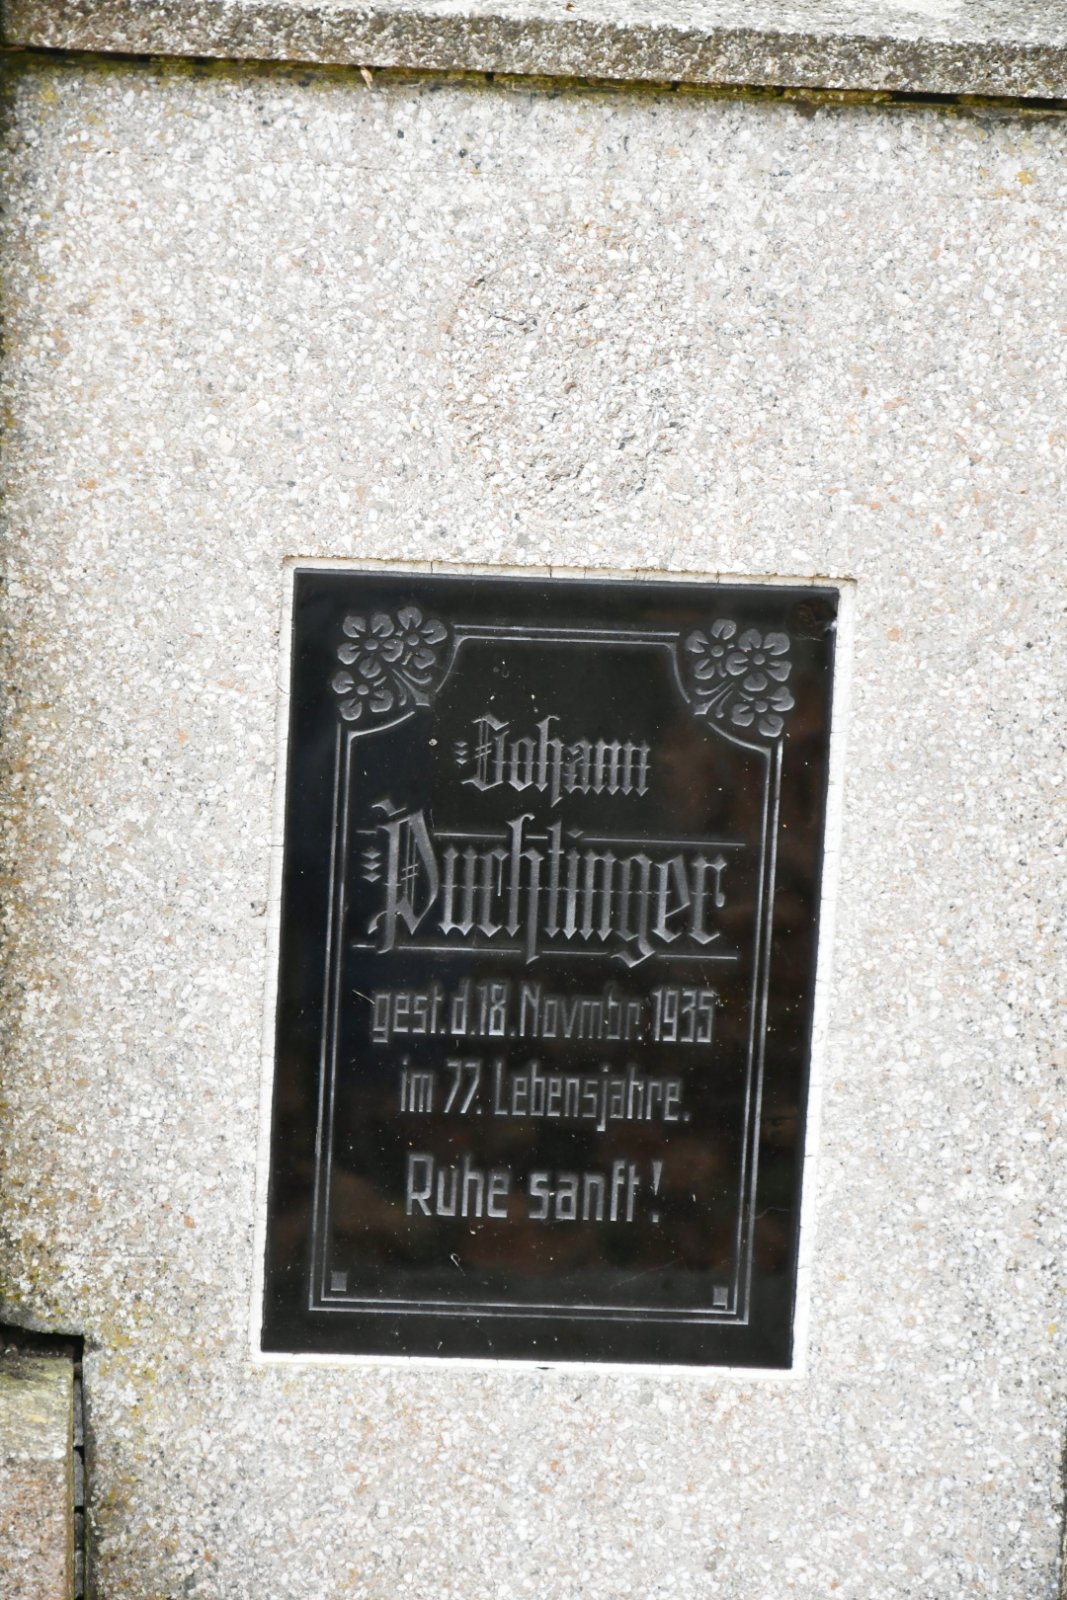 Johann
Puchtinger
gest. d. 18. Novmbr. 1935
im 77. Lebensjahre.
Ruhe sanft!